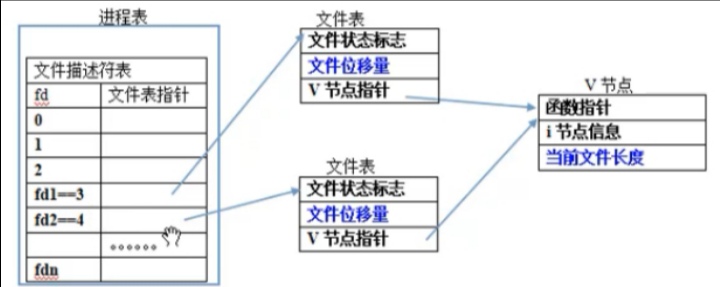 进程表
文件描述符表
fd 文件表指针
0
1
2
fd1==3
fd2==4
。。。。。。
fdn
文件表
文件状态标志
文件位移量
V 节点指针
文件表
文件状态标志
文件位移量
V 节点指针
V 节点
函数指针
i 节点信息
当前文件长度